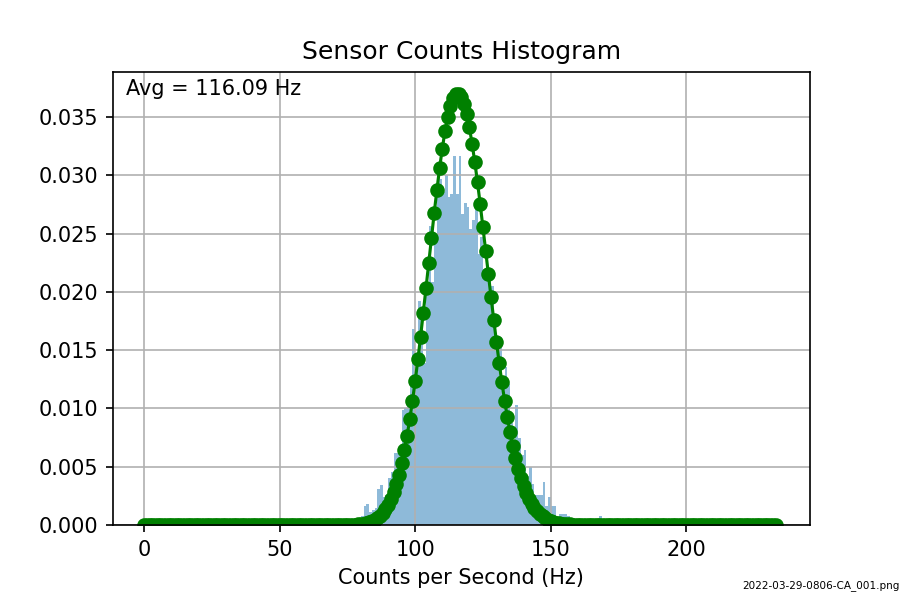 Sensor Counts Histogram
Avg = 116.09 Hz
0.035
0.030
0.025
0.020
0.015
0.010
0.005
0.000
0 50 100 150 200
Counts per Second (Hz)
2022-03-29-0806-CA_001.png